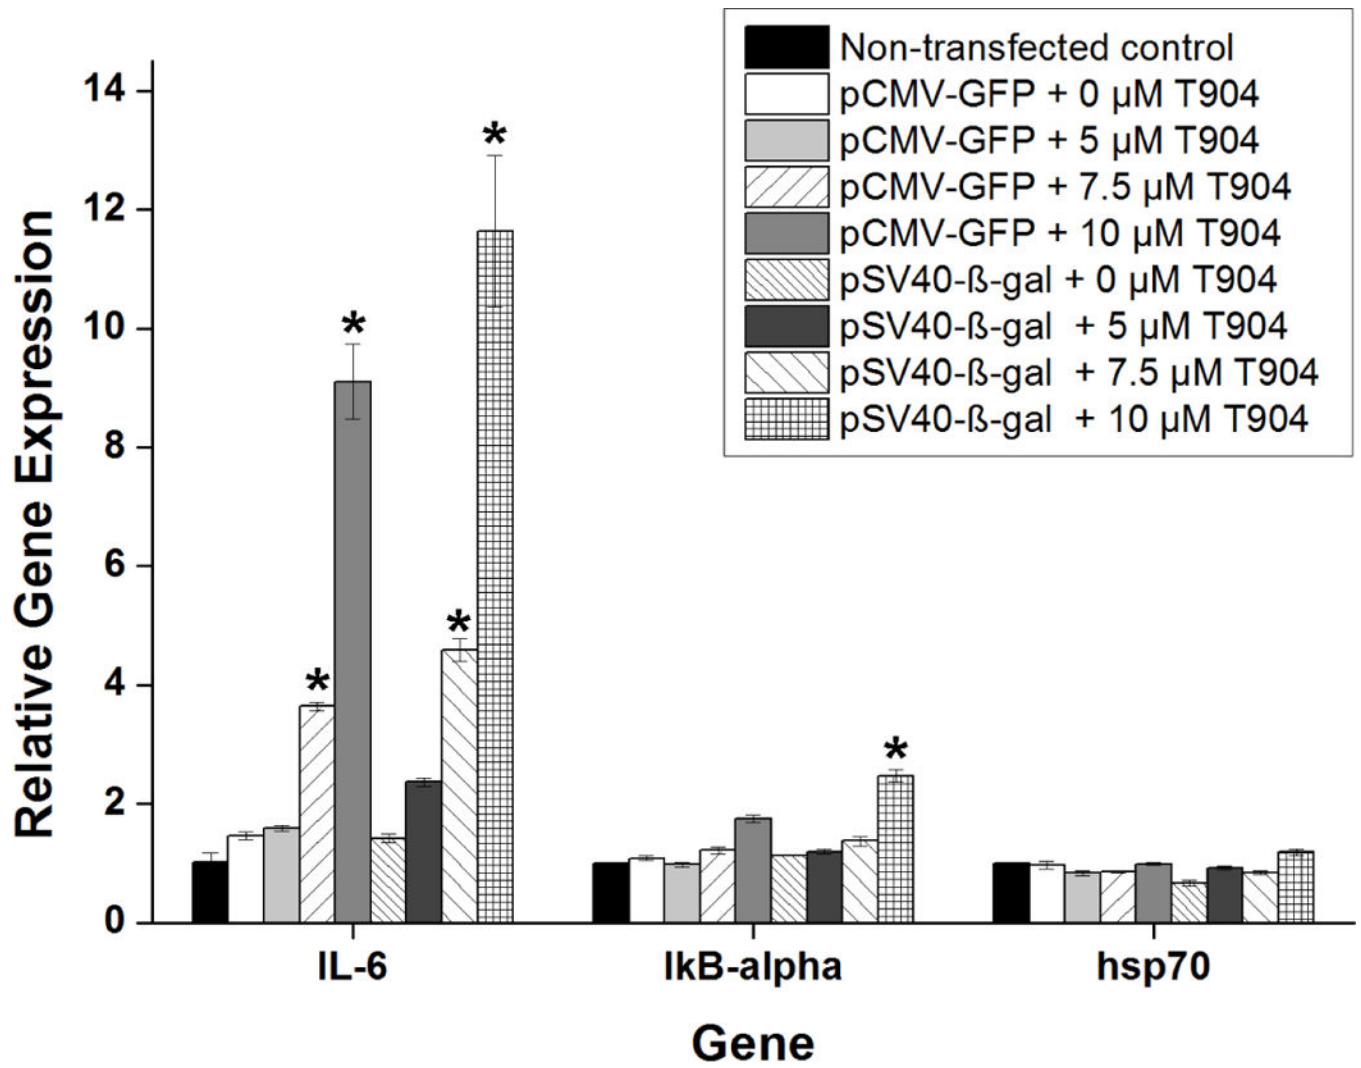 Non-transfected control
pCMV-GFP + 0 µM T904
pCMV-GFP + 5 µM T904
pCMV-GFP + 7.5 µM T904
pCMV-GFP + 10 µM T904
pSV40-ß-gal + 0 µM T904
pSV40-ß-gal + 5 µM T904
pSV40-ß-gal + 7.5 µM T904
pSV40-ß-gal + 10 µM T904
Relative Gene Expression
14
12
10
8
6
4
2
0
*
*
*
*
*
IL-6
IkB-alpha
hsp70
Gene